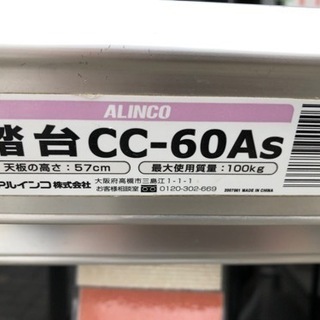 ALINCO
踏台 CC-60As
天板の高さ:57cm
最大使用質量:100kg
アルインコ株式会社
大阪府高槻市三島江1-1-1
お客様相談室 0120-302-669
2007001 MADE IN CHINA